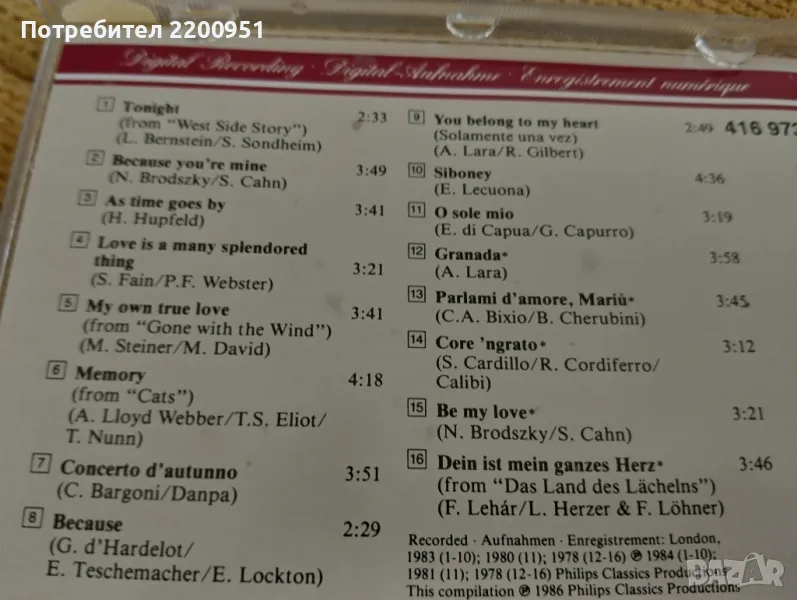 Потребител 2200951
Digital Recording · Digital-Aufnahme · Enregistrement numérique
1 Tonight 2:33
(from "West Side Story")
(L. Bernstein/S. Sondheim)
2 Because you're mine 3:49
(N. Brodszky/S. Cahn)
3 As time goes by 3:41
(H. Hupfeld)
4 Love is a many splendored
thing 3:21
(S. Fain/P.F. Webster)
5 My own true love 3:41
(from "Gone with the Wind")
(M. Steiner/M. David)
6 Memory 4:18
(from "Cats")
(A. Lloyd Webber/T.S. Eliot/
T. Nunn)
7 Concerto d'autunno 3:51
(C. Bargoni/Danpa)
8 Because 2:29
(G. d'Hardelot/
E. Teschemacher/E. Lockton)
9 You belong to my heart 2:49
(Solamente una vez)
(A. Lara/R. Gilbert)
416 973
10 Siboney 4:36
(E. Lecuona)
11 O sole mio 3:19
(E. di Capua/G. Capurro)
12 Granada* 3:58
(A. Lara)
13 Parlami d'amore, Mariù* 3:45
(C.A. Bixio/B. Cherubini)
14 Core 'ngrato* 3:12
(S. Cardillo/R. Cordiferro/
Calibi)
15 Be my love* 3:21
(N. Brodszky/S. Cahn)
16 Dein ist mein ganzes Herz* 3:46
(from "Das Land des Lächelns")
(F. Lehár/L. Herzer & F. Löhner)
Recorded · Aufnahmen · Enregistrement: London,
1983 (1-10); 1980 (11); 1978 (12-16) ℗ 1984 (1-10);
1981 (11); 1978 (12-16) Philips Classics Productions
This compilation ℗ 1986 Philips Classics Productions
bazar